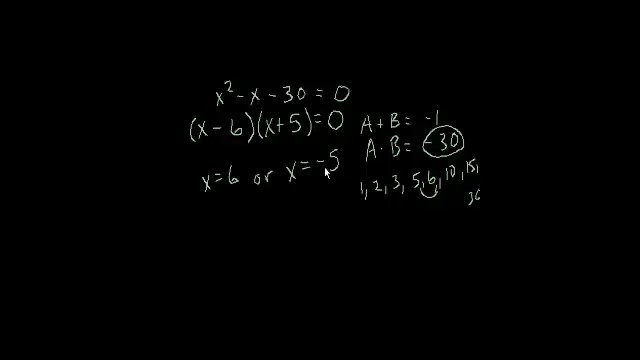 x² - x - 30 = 0
(x - 6)(x + 5) = 0
x = 6 or x = -5
A + B = -1
A · B = -30
1, 2, 3, 5, 6, 10, 15,
30